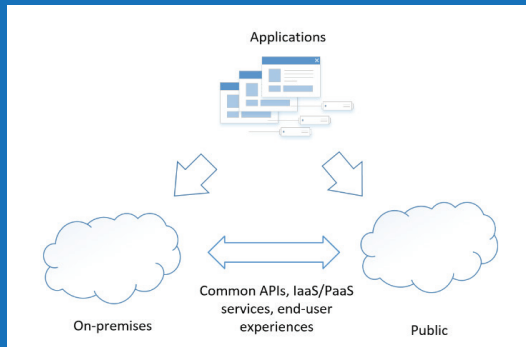 Applications
Common APIs, IaaS/PaaS
services, end-user
experiences
On-premises
Public